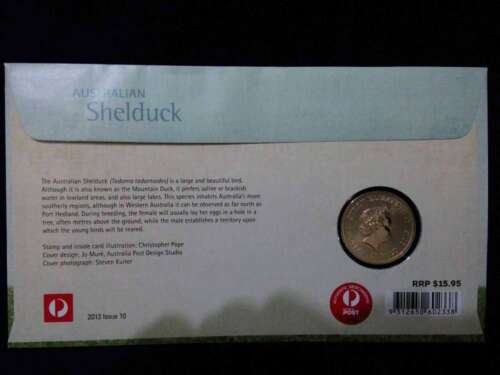 AUSTRALIAN
Shelduck
The Australian Shelduck (Tadorna tadornoides) is a large and beautiful bird.
Although it is also known as the Mountain Duck, it prefers saline or brackish
water in lowland areas, and also large lakes. This species inhabits Australia's more
southerly regions, although in Western Australia it can be observed as far north as
Port Hedland. During breeding, the female will usually lay her eggs in a hole in a
tree, often metres above the ground, while the male establishes a territory upon
which the young birds will be reared.
Stamp and inside card illustration: Christopher Pope
Cover design: Jo Muré, Australia Post Design Studio
Cover photograph: Steven Kuiter
2013 Issue 10
POST
RRP $15.95
9 312650 602338